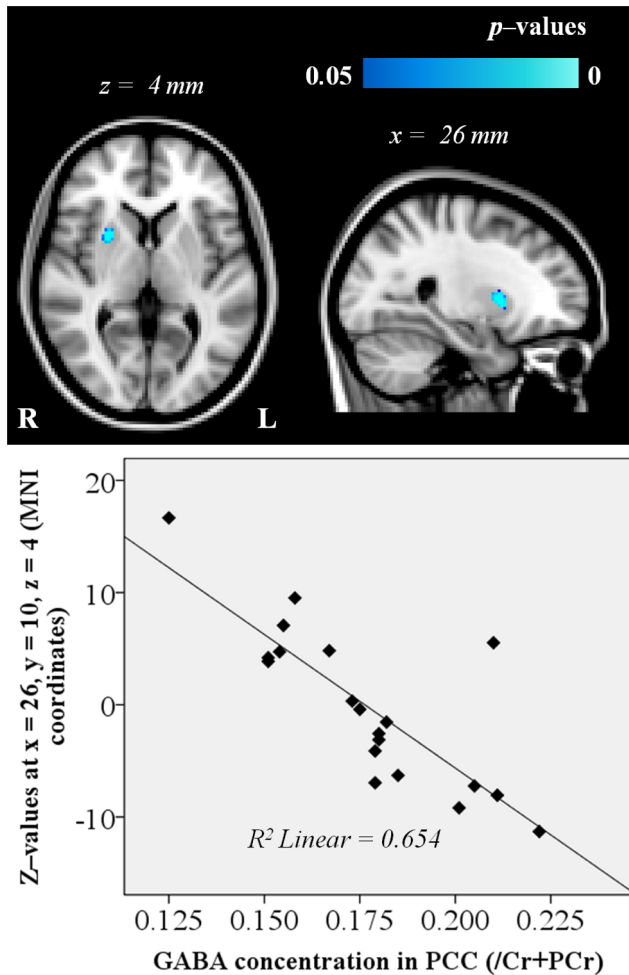 p–values
0.05
0
z = 4 mm
x = 26 mm
R
L
Z–values at x = 26, y = 10, z = 4 (MNI
coordinates)
20
10
0
-10
R² Linear = 0.654
0.125
0.150
0.175
0.200
0.225
GABA concentration in PCC (/Cr+PCr)